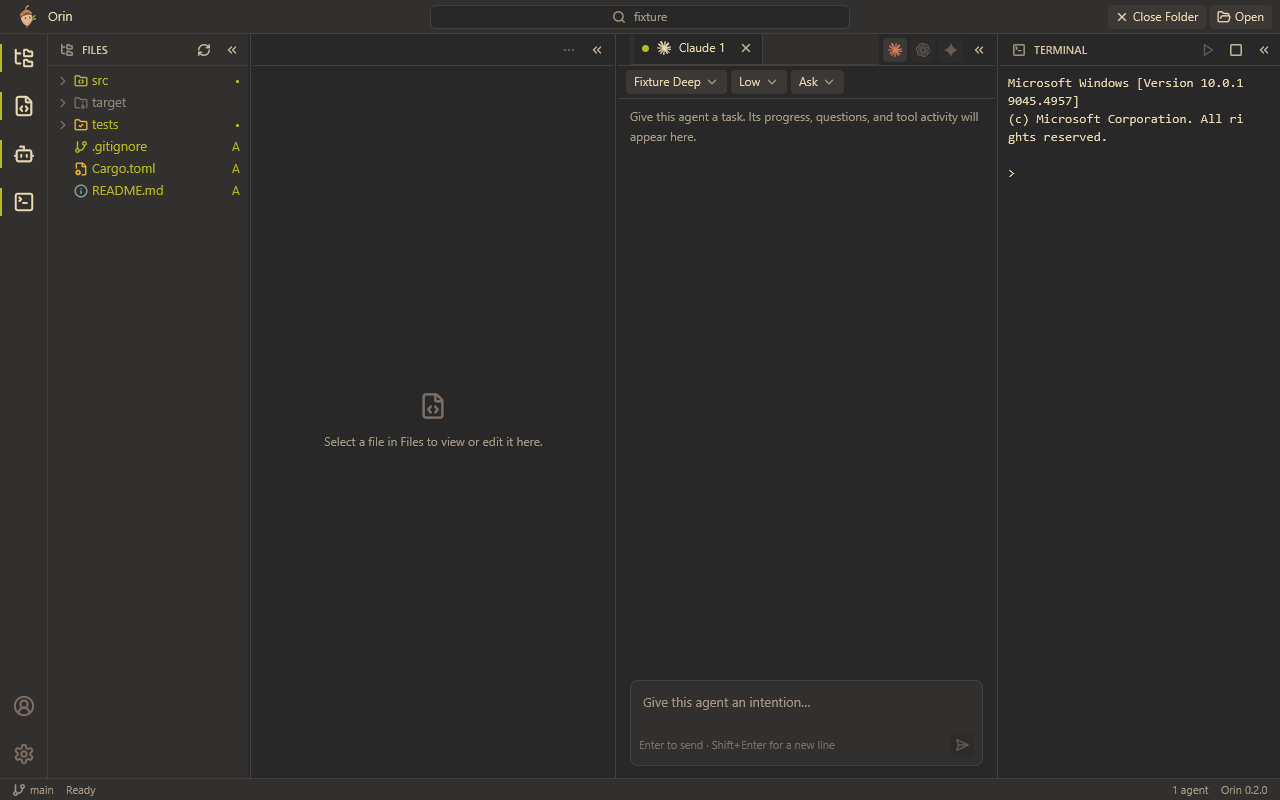 Orin
fixture
Close Folder
Open
FILES
src
target
tests
.gitignore A
Cargo.toml A
README.md A
Select a file in Files to view or edit it here.
Claude 1
Fixture Deep
Low
Ask
Give this agent a task. Its progress, questions, and tool activity will
appear here.
Give this agent an intention...
Enter to send · Shift+Enter for a new line
TERMINAL
Microsoft Windows [Version 10.0.1
9045.4957]
(c) Microsoft Corporation. All ri
ghts reserved.
>
main
Ready
1 agent
Orin 0.2.0